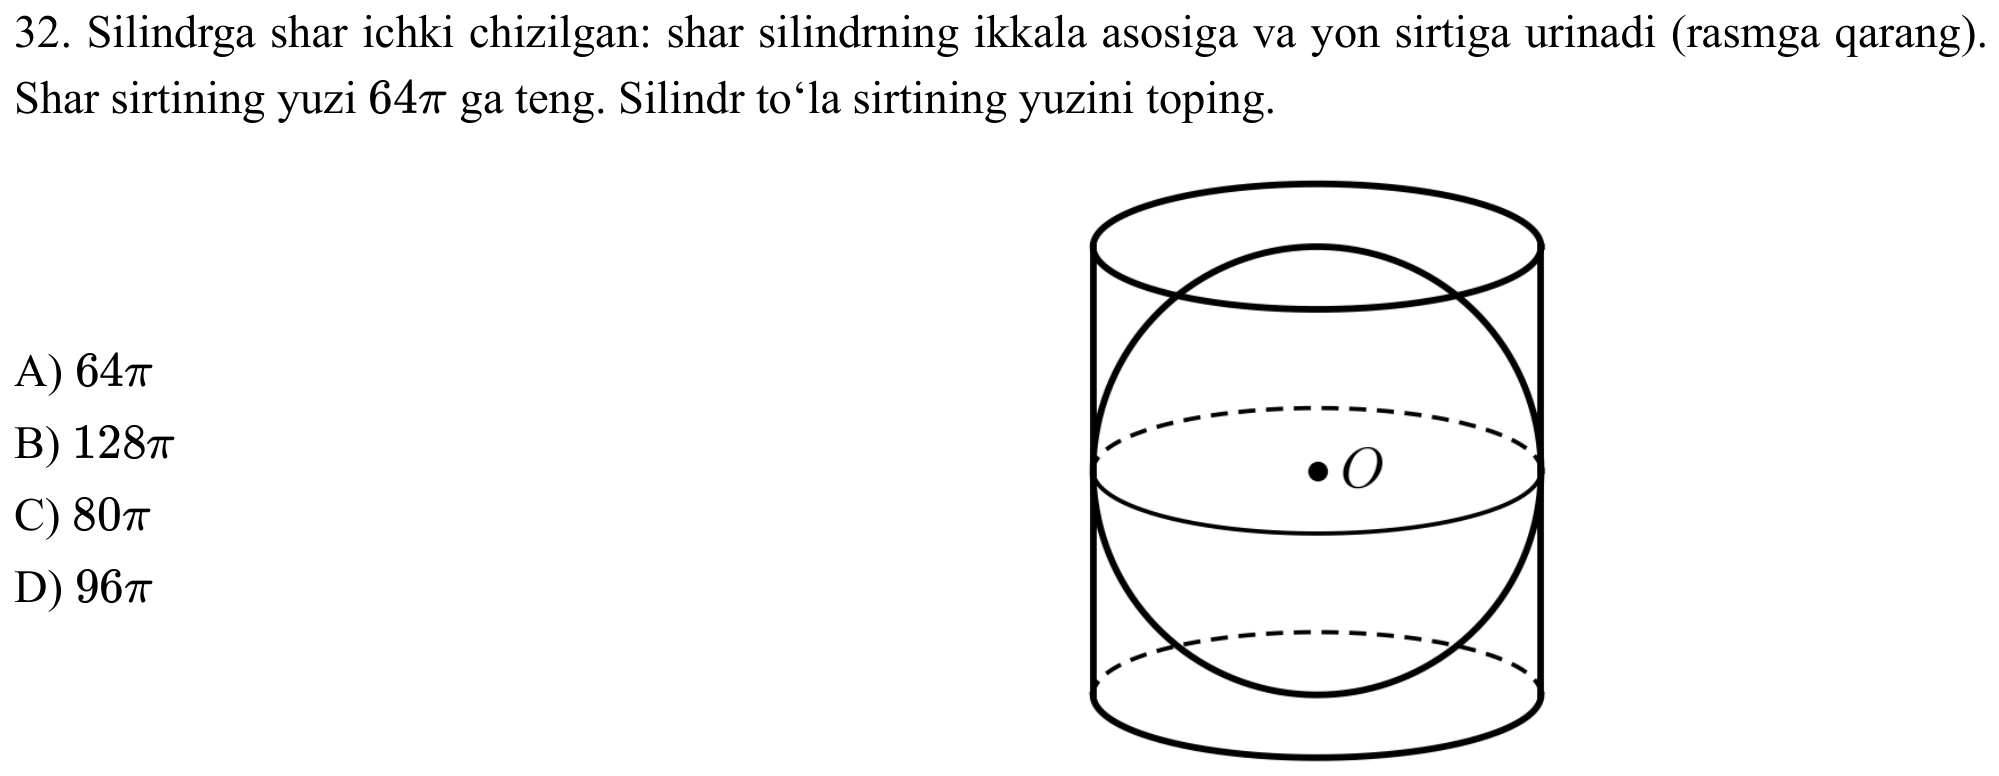 32. Silindrga shar ichki chizilgan: shar silindrning ikkala asosiga va yon sirtiga urinadi (rasmga qarang).
Shar sirtining yuzi 64π ga teng. Silindr to‘la sirtining yuzini toping.
A) 64π
B) 128π
C) 80π
D) 96π
O